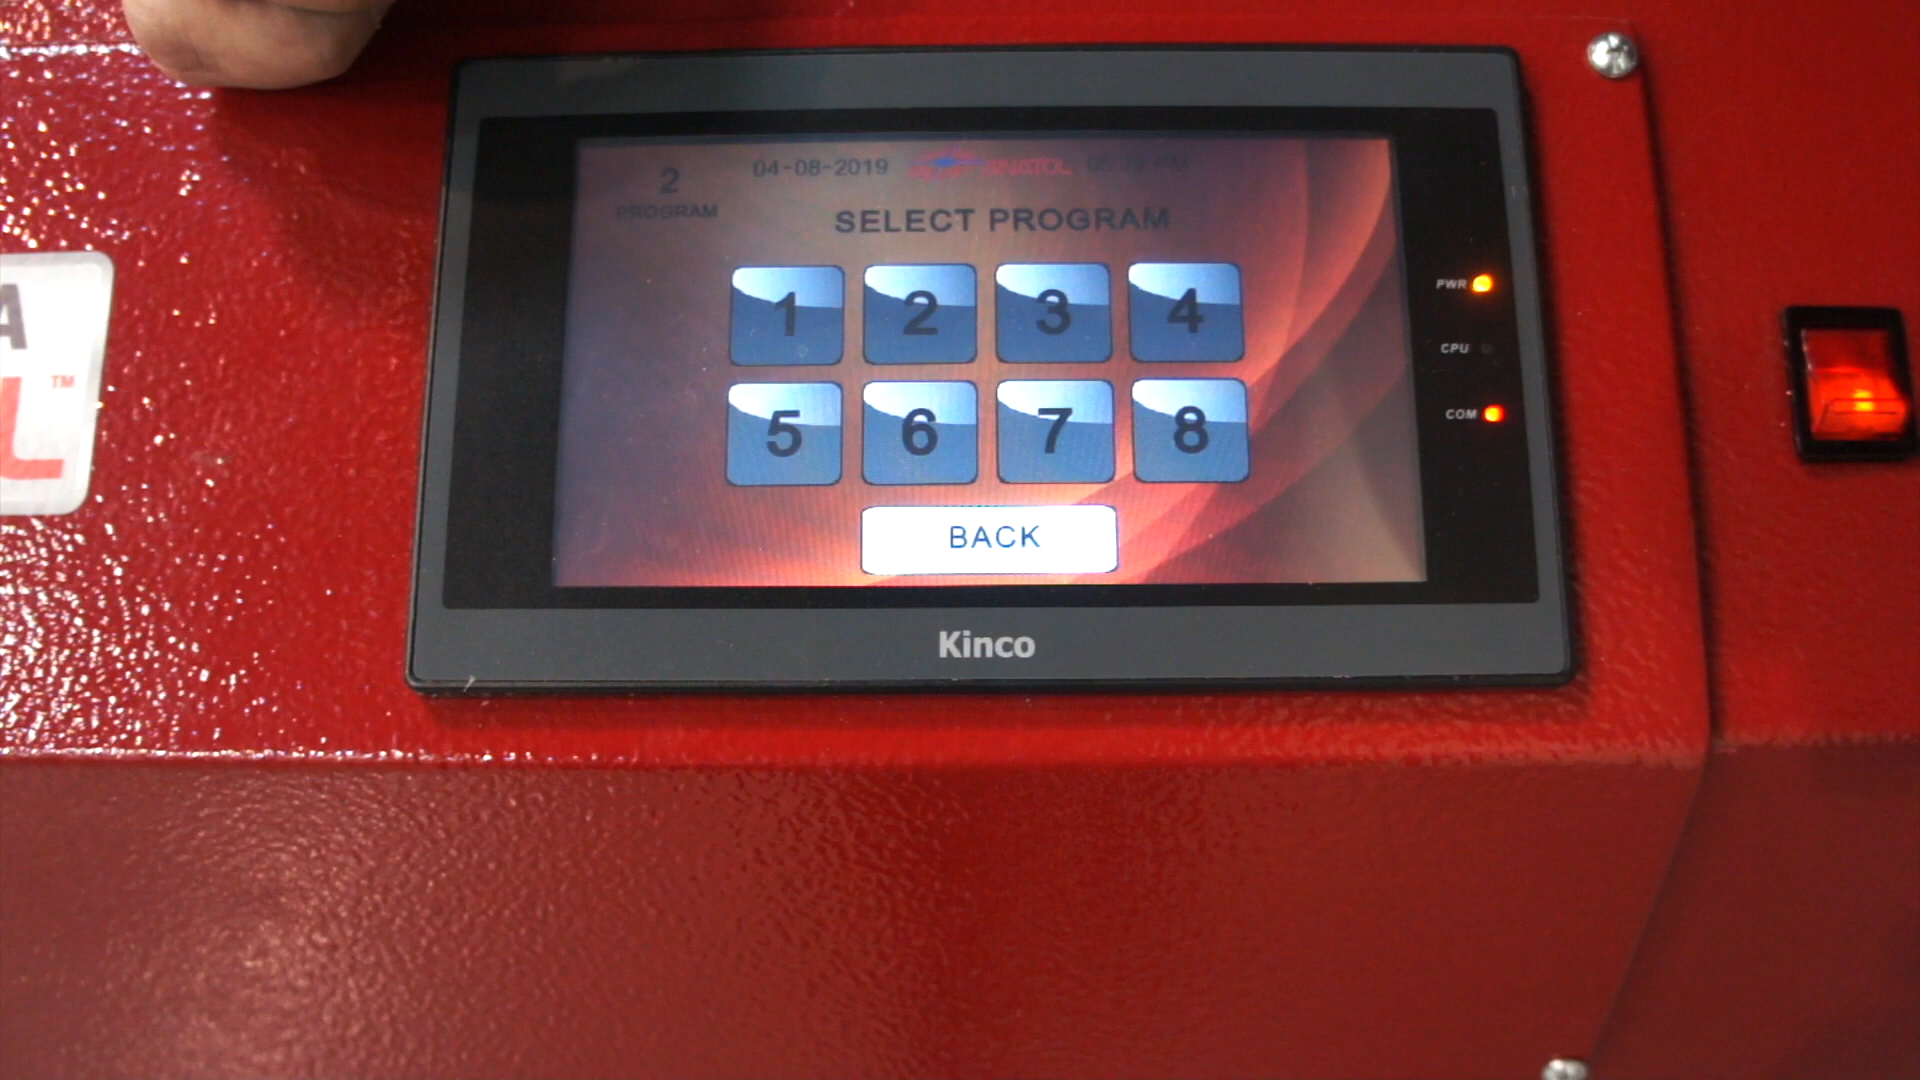 04-08-2019
2
PROGRAM
SELECT PROGRAM
1 2 3 4
5 6 7 8
BACK
PWR
CPU
COM
Kinco
A
L™